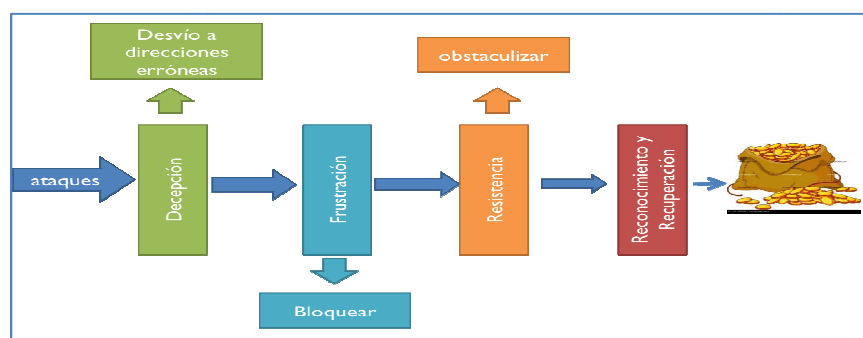 Desvío a
direcciones
erróneas
obstaculizar
ataques
Decepción
Frustración
Resistencia
Reconocimiento y
Recuperación
Bloquear